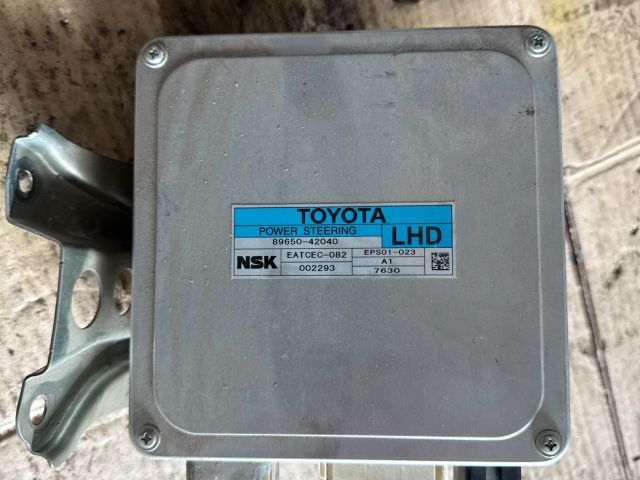 TOYOTA
POWER STEERING
89650-42040
LHD
NSK
EATCEC-082
EPS01-023
002293
A1
7630